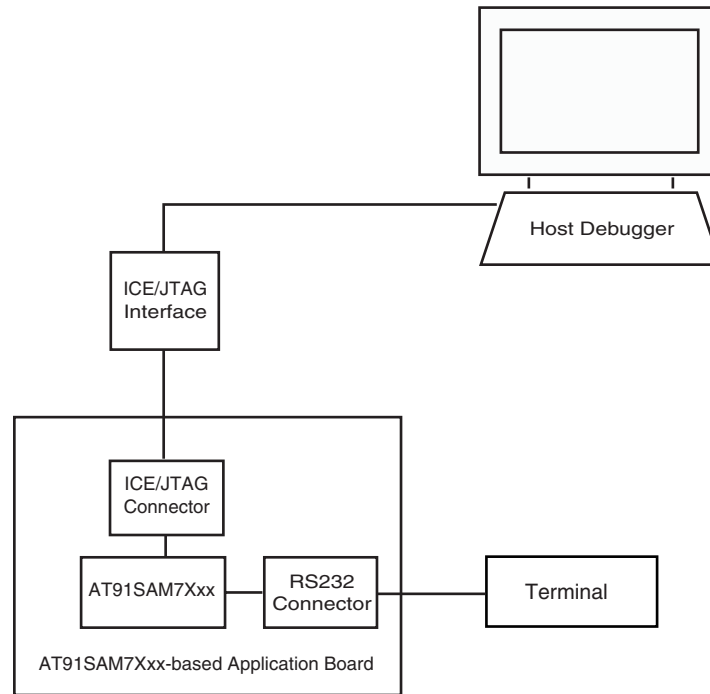 Host Debugger
ICE/JTAG
Interface
ICE/JTAG
Connector
AT91SAM7Xxx
RS232
Connector
Terminal
AT91SAM7Xxx-based Application Board